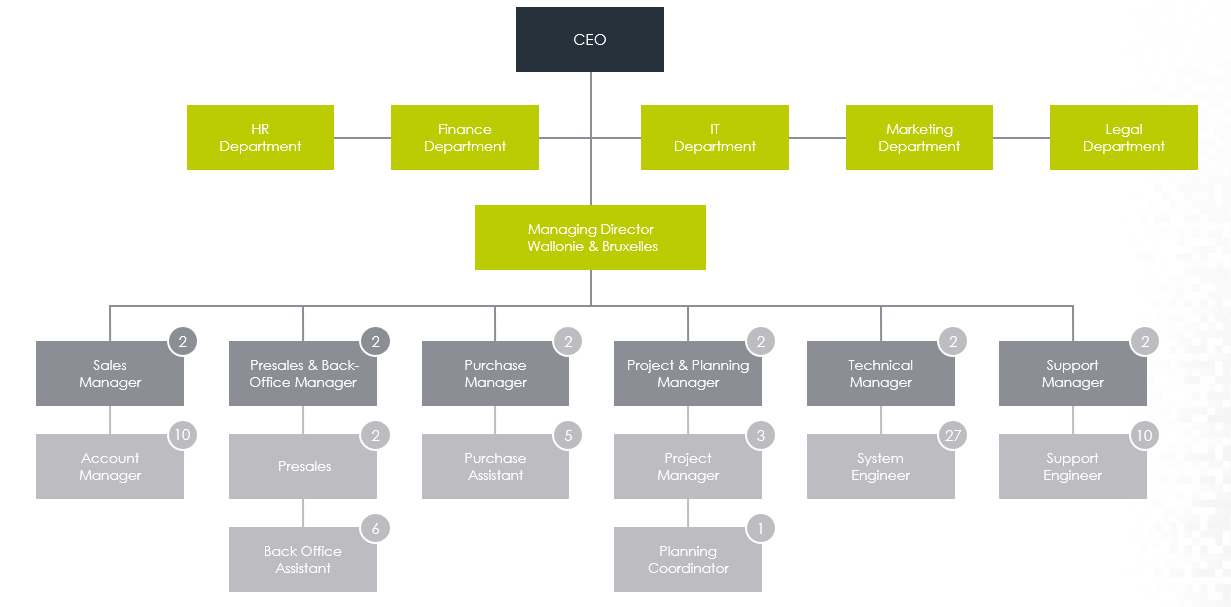 CEO
HR
Department
Finance
Department
IT
Department
Marketing
Department
Legal
Department
Managing Director
Wallonie & Bruxelles
2
Sales
Manager
2
Presales & Back-
Office Manager
2
Purchase
Manager
2
Project & Planning
Manager
2
Technical
Manager
2
Support
Manager
10
Account
Manager
2
Presales
5
Purchase
Assistant
3
Project
Manager
27
System
Engineer
10
Support
Engineer
6
Back Office
Assistant
1
Planning
Coordinator